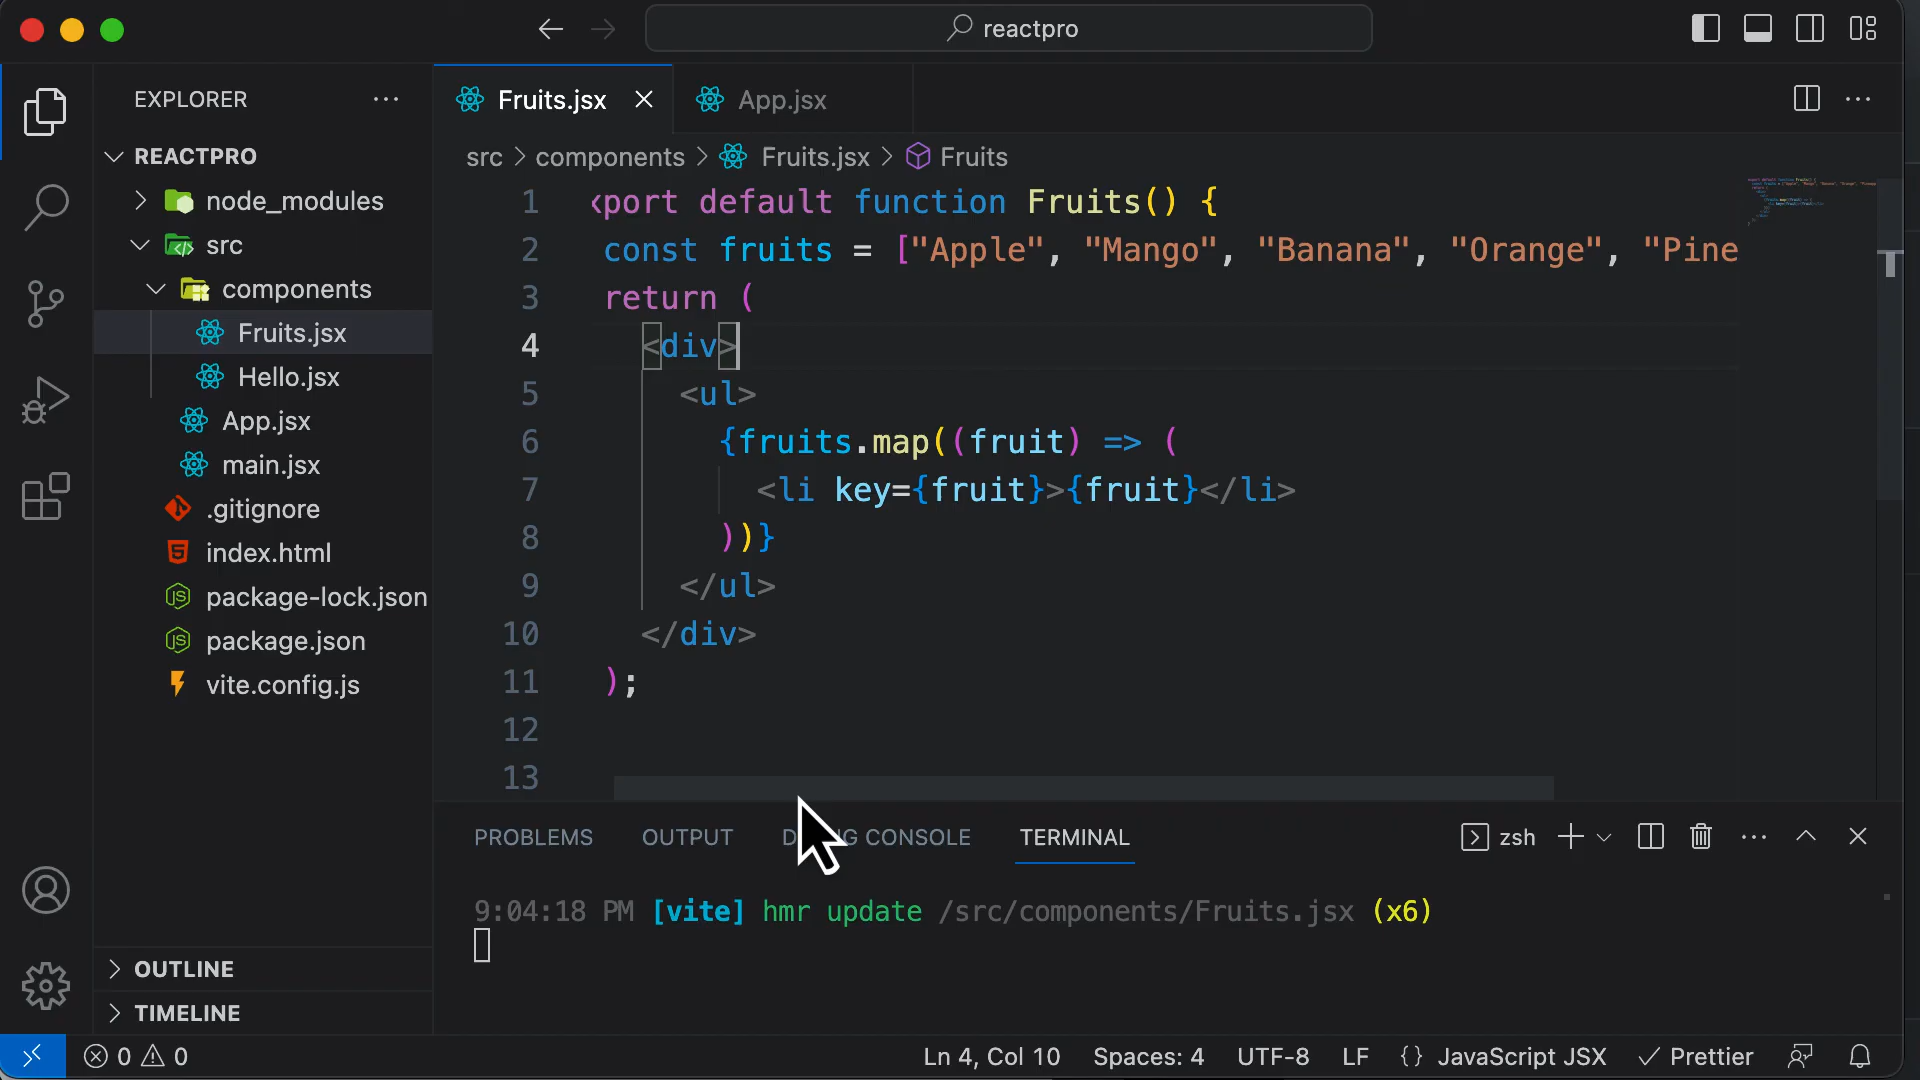 reactpro
EXPLORER
REACTPRO
node_modules
src
components
Fruits.jsx
Hello.jsx
App.jsx
main.jsx
.gitignore
index.html
package-lock.json
package.json
vite.config.js
OUTLINE
TIMELINE
Fruits.jsx
App.jsx
src > components > Fruits.jsx > Fruits
1 xport default function Fruits() {
2 const fruits = ["Apple", "Mango", "Banana", "Orange", "Pine
3 return (
4 <div>
5 <ul>
6 {fruits.map((fruit) => (
7 <li key={fruit}>{fruit}</li>
8 ))}
9 </ul>
10 </div>
11 );
12
13
PROBLEMS OUTPUT DEBUG CONSOLE TERMINAL zsh
9:04:18 PM [vite] hmr update /src/components/Fruits.jsx (x6)
0 0 Ln 4, Col 10 Spaces: 4 UTF-8 LF {} JavaScript JSX Prettier